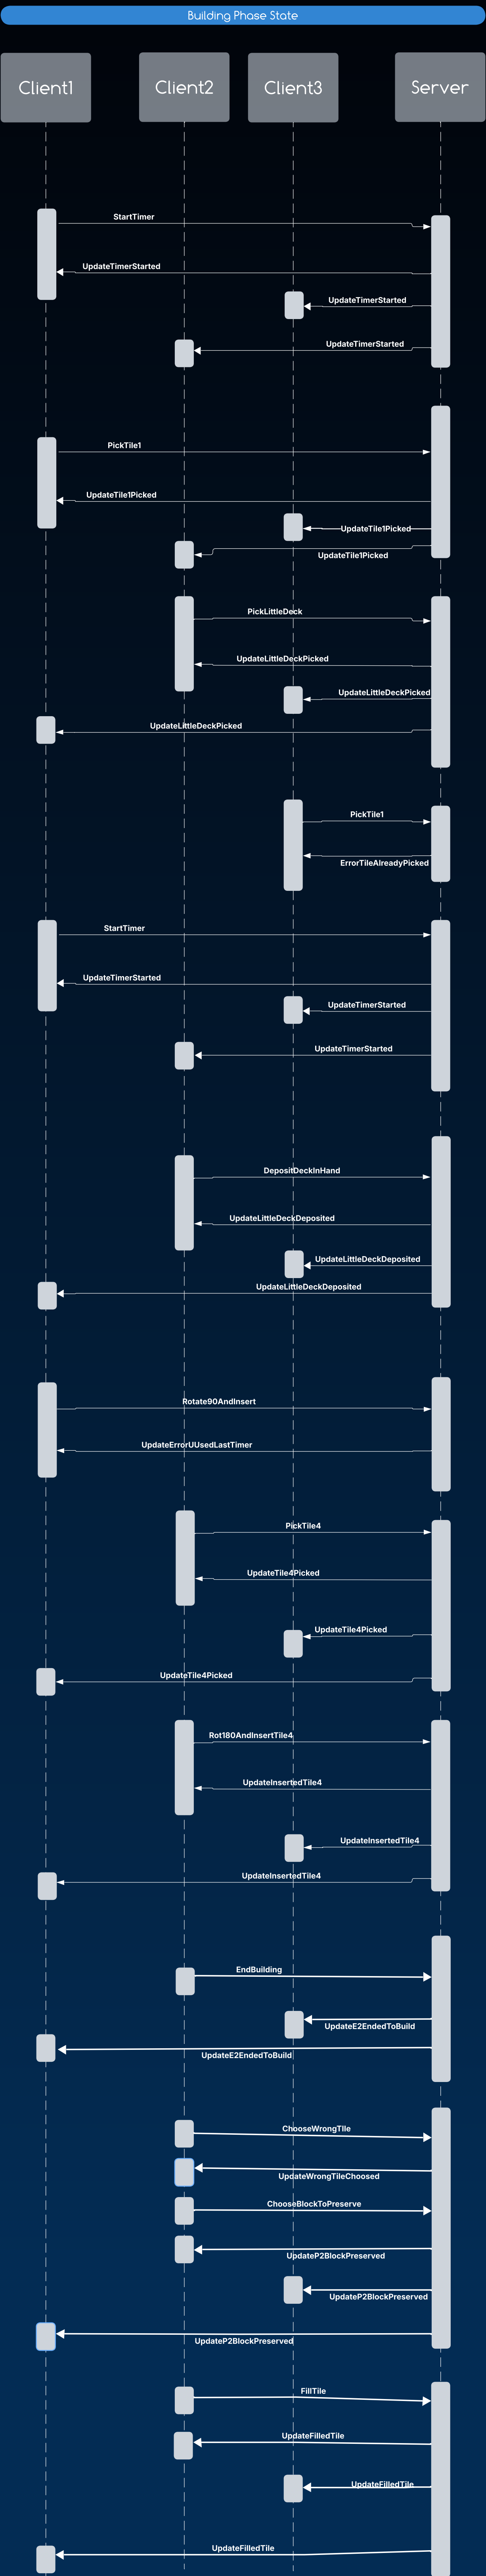 Building Phase State
Client1
Client2
Client3
Server
StartTimer
UpdateTimerStarted
UpdateTimerStarted
UpdateTimerStarted
PickTile1
UpdateTile1Picked
UpdateTile1Picked
UpdateTile1Picked
PickLittleDeck
UpdateLittleDeckPicked
UpdateLittleDeckPicked
UpdateLittleDeckPicked
PickTile1
ErrorTileAlreadyPicked
StartTimer
UpdateTimerStarted
UpdateTimerStarted
UpdateTimerStarted
DepositDeckInHand
UpdateLittleDeckDeposited
UpdateLittleDeckDeposited
UpdateLittleDeckDeposited
Rotate90AndInsert
UpdateErrorUUsedLastTimer
PickTile4
UpdateTile4Picked
UpdateTile4Picked
UpdateTile4Picked
Rot180AndInsertTile4
UpdateInsertedTile4
UpdateInsertedTile4
UpdateInsertedTile4
EndBuilding
UpdateE2EndedToBuild
UpdateE2EndedToBuild
ChooseWrongTIle
UpdateWrongTileChoosed
ChooseBlockToPreserve
UpdateP2BlockPreserved
UpdateP2BlockPreserved
UpdateP2BlockPreserved
FillTile
UpdateFilledTile
UpdateFilledTile
UpdateFilledTile